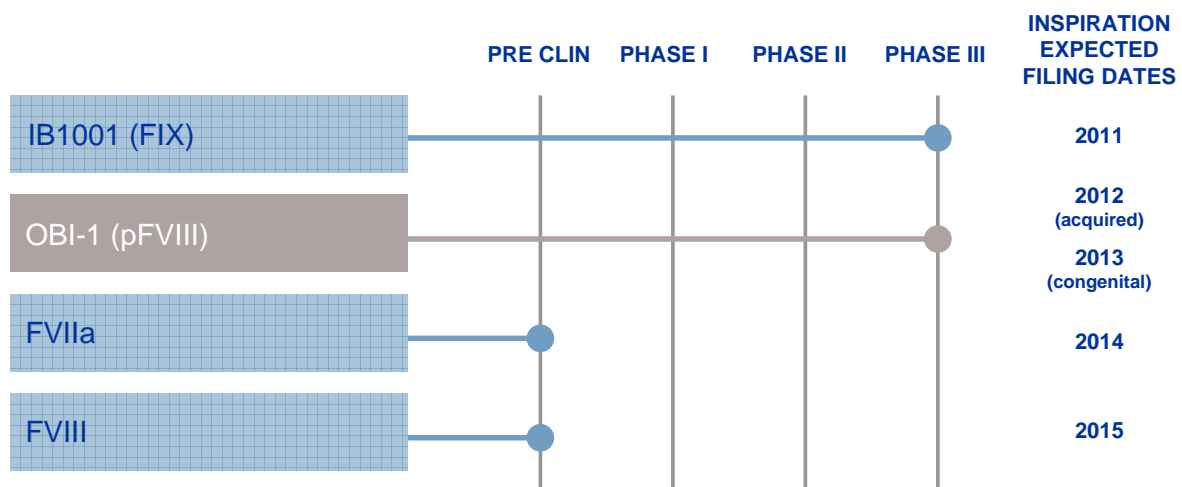 INSPIRATION
EXPECTED
FILING DATES
PRE CLIN PHASE I PHASE II PHASE III
IB1001 (FIX)
2011
OBI-1 (pFVIII)
2012
(acquired)
2013
(congenital)
FVIIa
2014
FVIII
2015